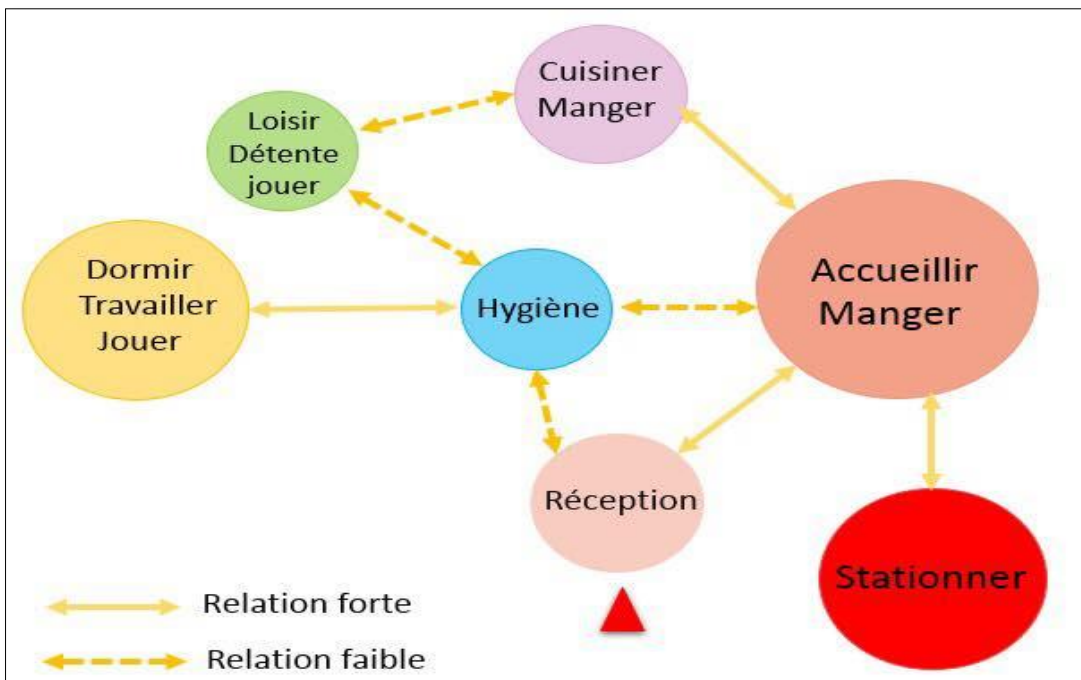 Cuisiner
Manger
Loisir
Détente
jouer
Dormir
Travailler
Jouer
Hygiène
Accueillir
Manger
Réception
Stationner
Relation forte
Relation faible